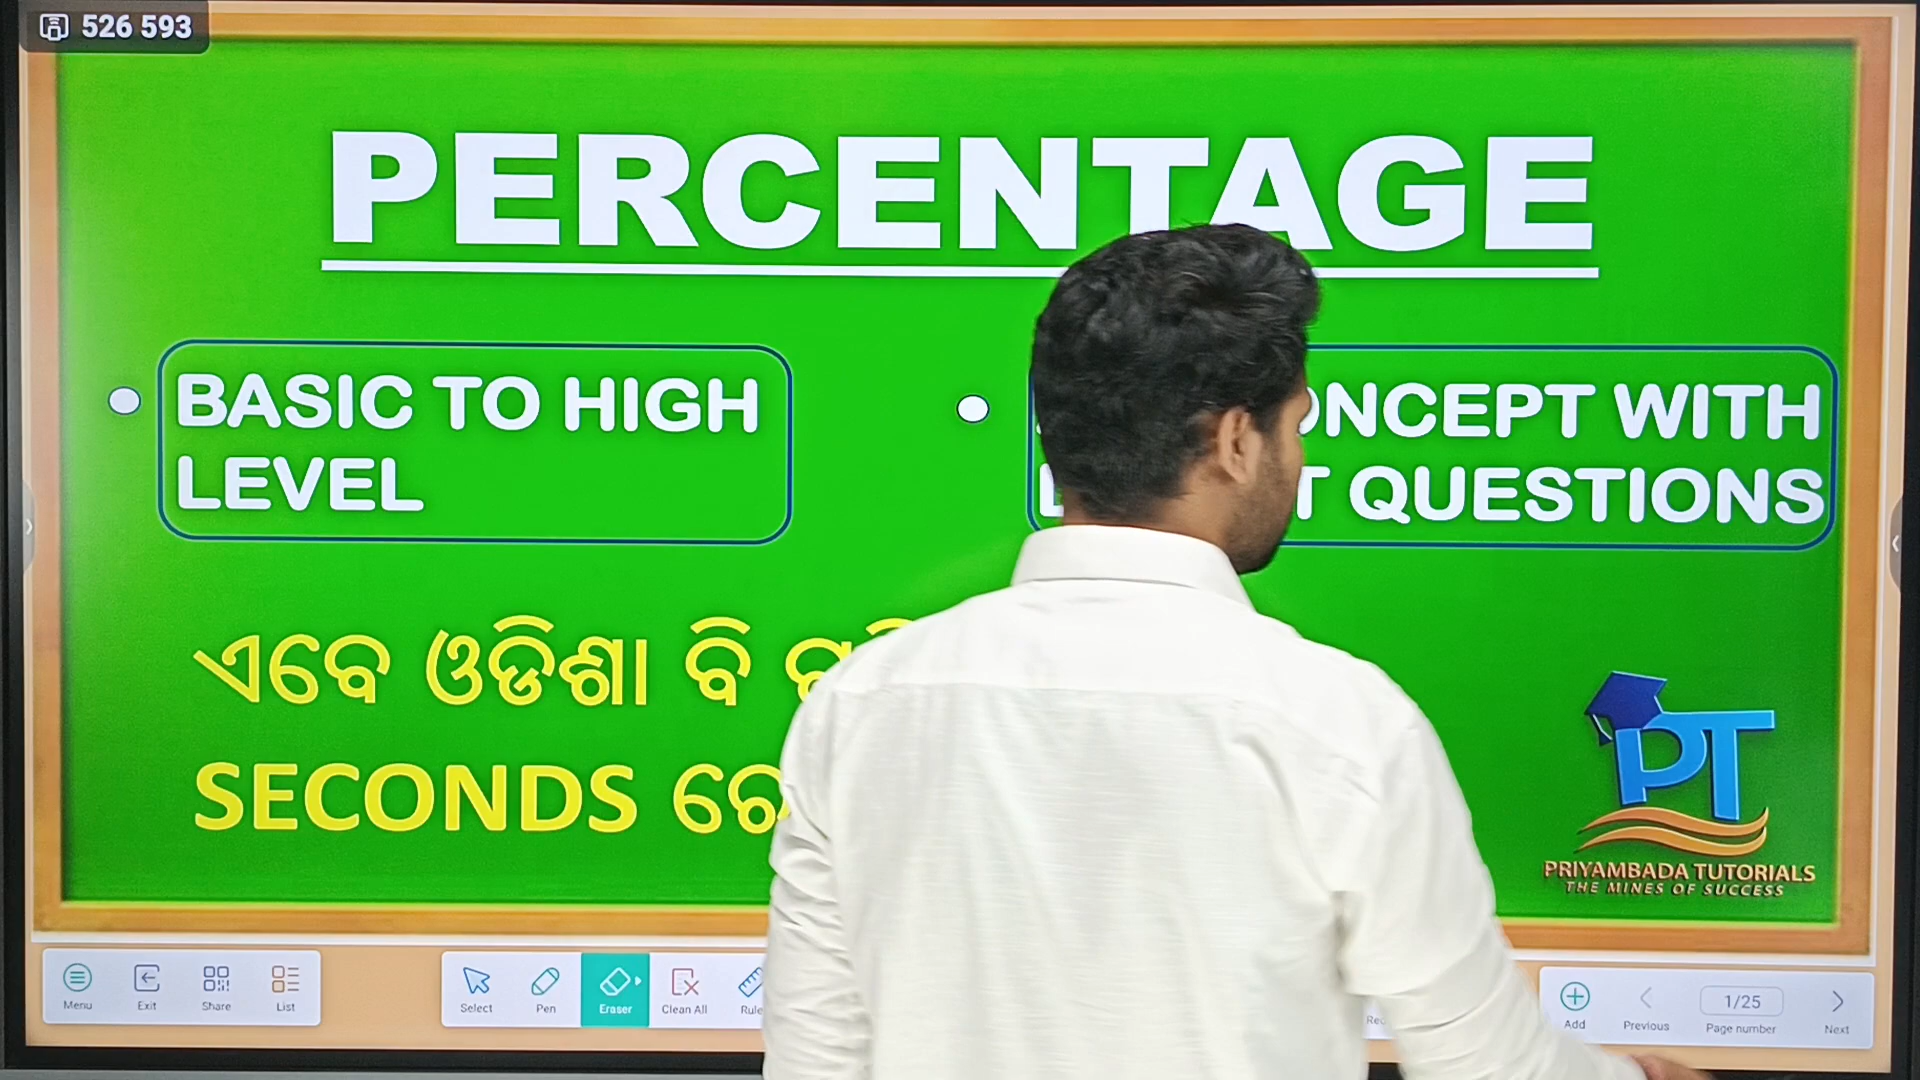 526 593
PERCENTAGE
BASIC TO HIGH
LEVEL
WITH
QUESTIONS
ଏବେ ଓଡିଶା ବି
SECONDS ରେ
PT
PRIYAMBADA TUTORIALS
THE MINES OF SUCCESS
Menu Exit Share List Select Pen Eraser Clean All Add Previous 1/25 Page number Next